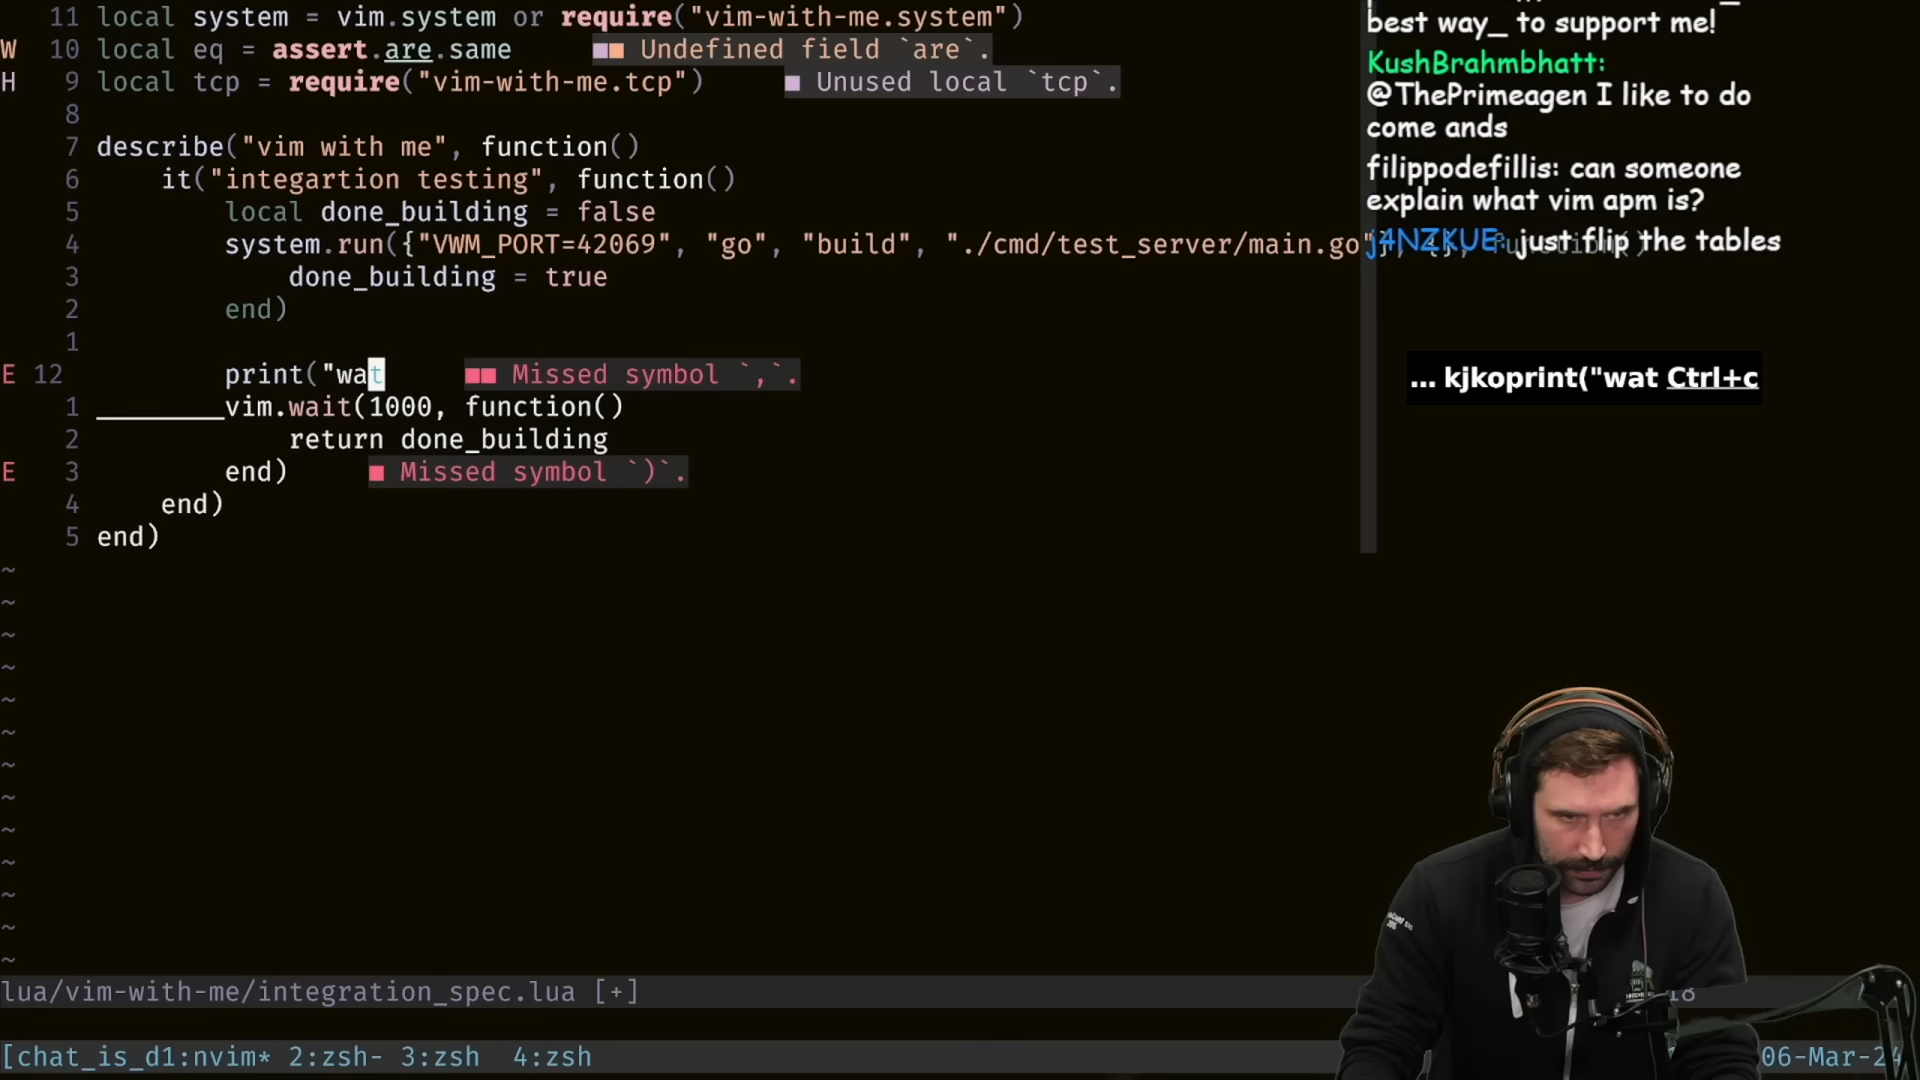 11 local system = vim.system or require("vim-with-me.system")
W 10 local eq = assert.are.same ■■ Undefined field `are`.
H 9 local tcp = require("vim-with-me.tcp") ■ Unused local `tcp`.
8
7 describe("vim with me", function()
6 it("integartion testing", function()
5 local done_building = false
4 system.run({"VWM_PORT=42069", "go", "build", "./cmd/test_server/main.go"}, {}, function()
3 done_building = true
2 end)
1
E 12 print("wat ■■ Missed symbol `,`.
1 ________vim.wait(1000, function()
2 return done_building
E 3 end) ■ Missed symbol `)`.
4 end)
5 end)
~
~
~
~
~
~
~
~
~
~
~
~
~
lua/vim-with-me/integration_spec.lua [+]
18
[chat_is_d1:nvim* 2:zsh- 3:zsh 4:zsh
06-Mar-24
best way_ to support me!
KushBrahmbhatt:
@ThePrimeagen I like to do
come ands
filippodefillis: can someone
explain what vim apm is?
j4NZKUE: just flip the tables
... kjkoprint("wat Ctrl+c